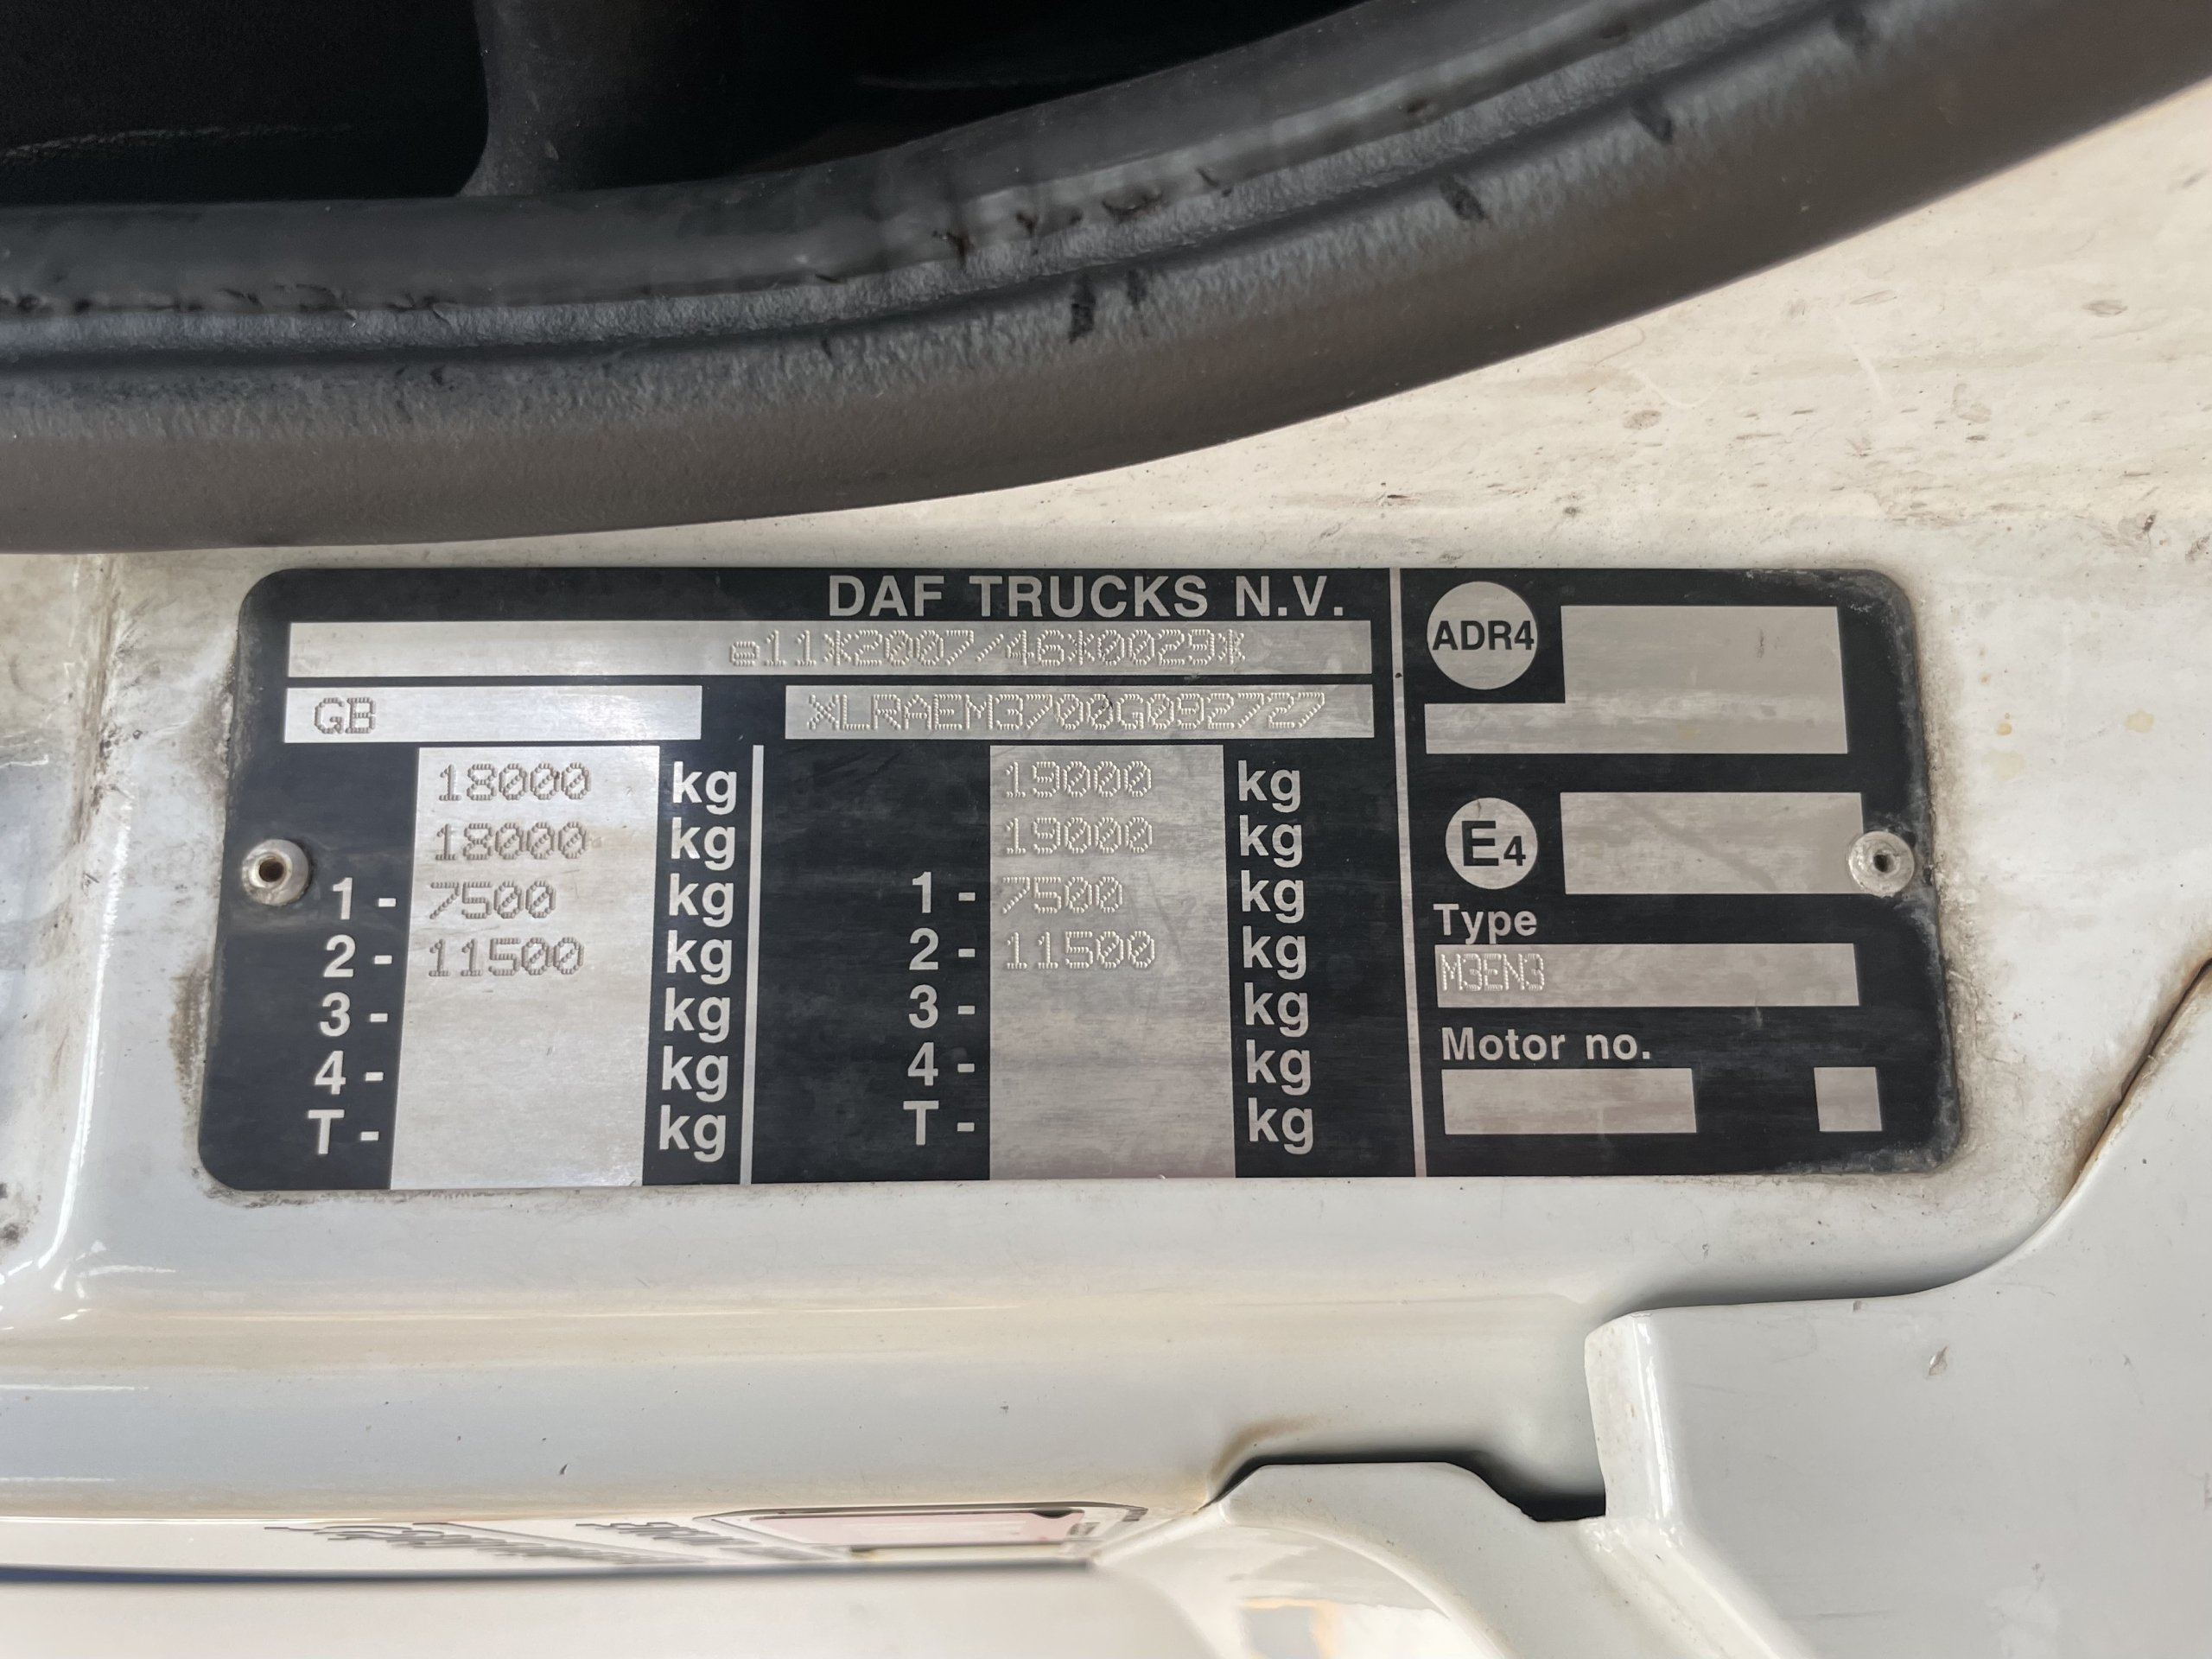 DAF TRUCKS N.V.
e11*2007/46*0029*
GB XLRAEM3700G092727
18000 kg 19000 kg
18000 kg 19000 kg
1 - 7500 kg 1 - 7500 kg
2 - 11500 kg 2 - 11500 kg
3 - kg 3 - kg
4 - kg 4 - kg
T - kg T - kg
ADR4
E4
Type
M3EN3
Motor no.